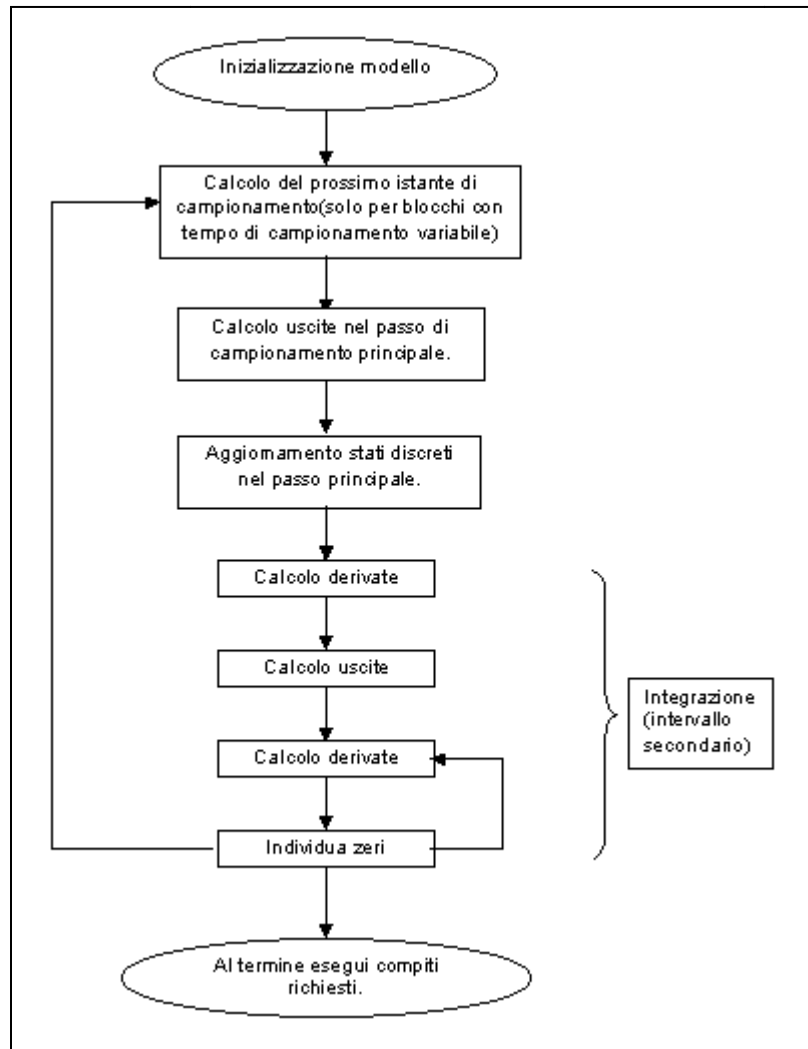 Inizializzazione modello
Calcolo del prossimo istante di
campionamento(solo per blocchi con
tempo di campionamento variabile)
Calcolo uscite nel passo di
campionamento principale.
Aggiornamento stati discreti
nel passo principale.
Calcolo derivate
Calcolo uscite
Calcolo derivate
Individua zeri
Integrazione
(intervallo
secondario)
Al termine esegui compiti
richiesti.